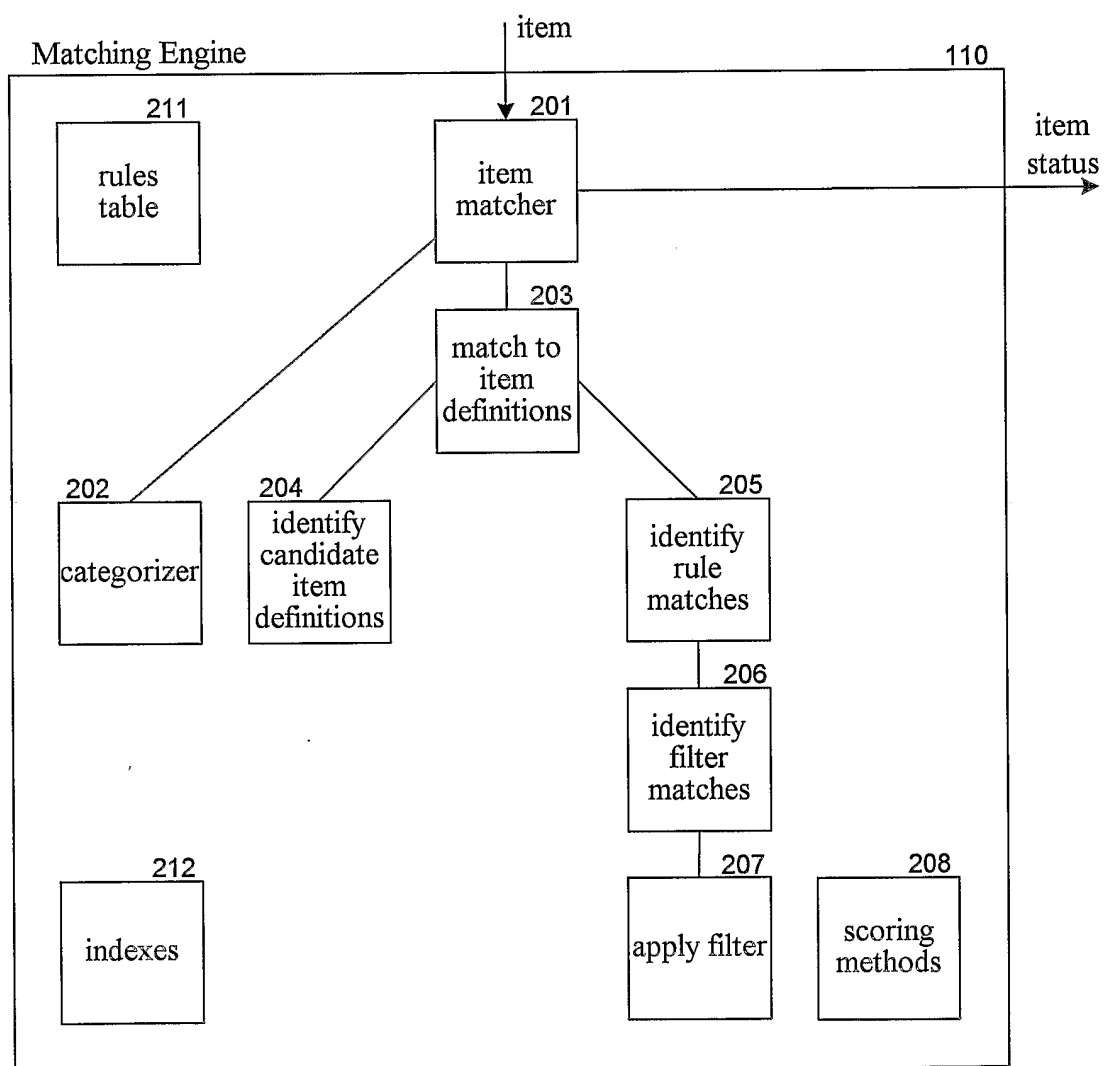 item
Matching Engine
110
211
rules
table
201
item
matcher
item
status
203
match to
item
definitions
202
categorizer
204
identify
candidate
item
definitions
205
identify
rule
matches
206
identify
filter
matches
212
indexes
207
apply filter
208
scoring
methods